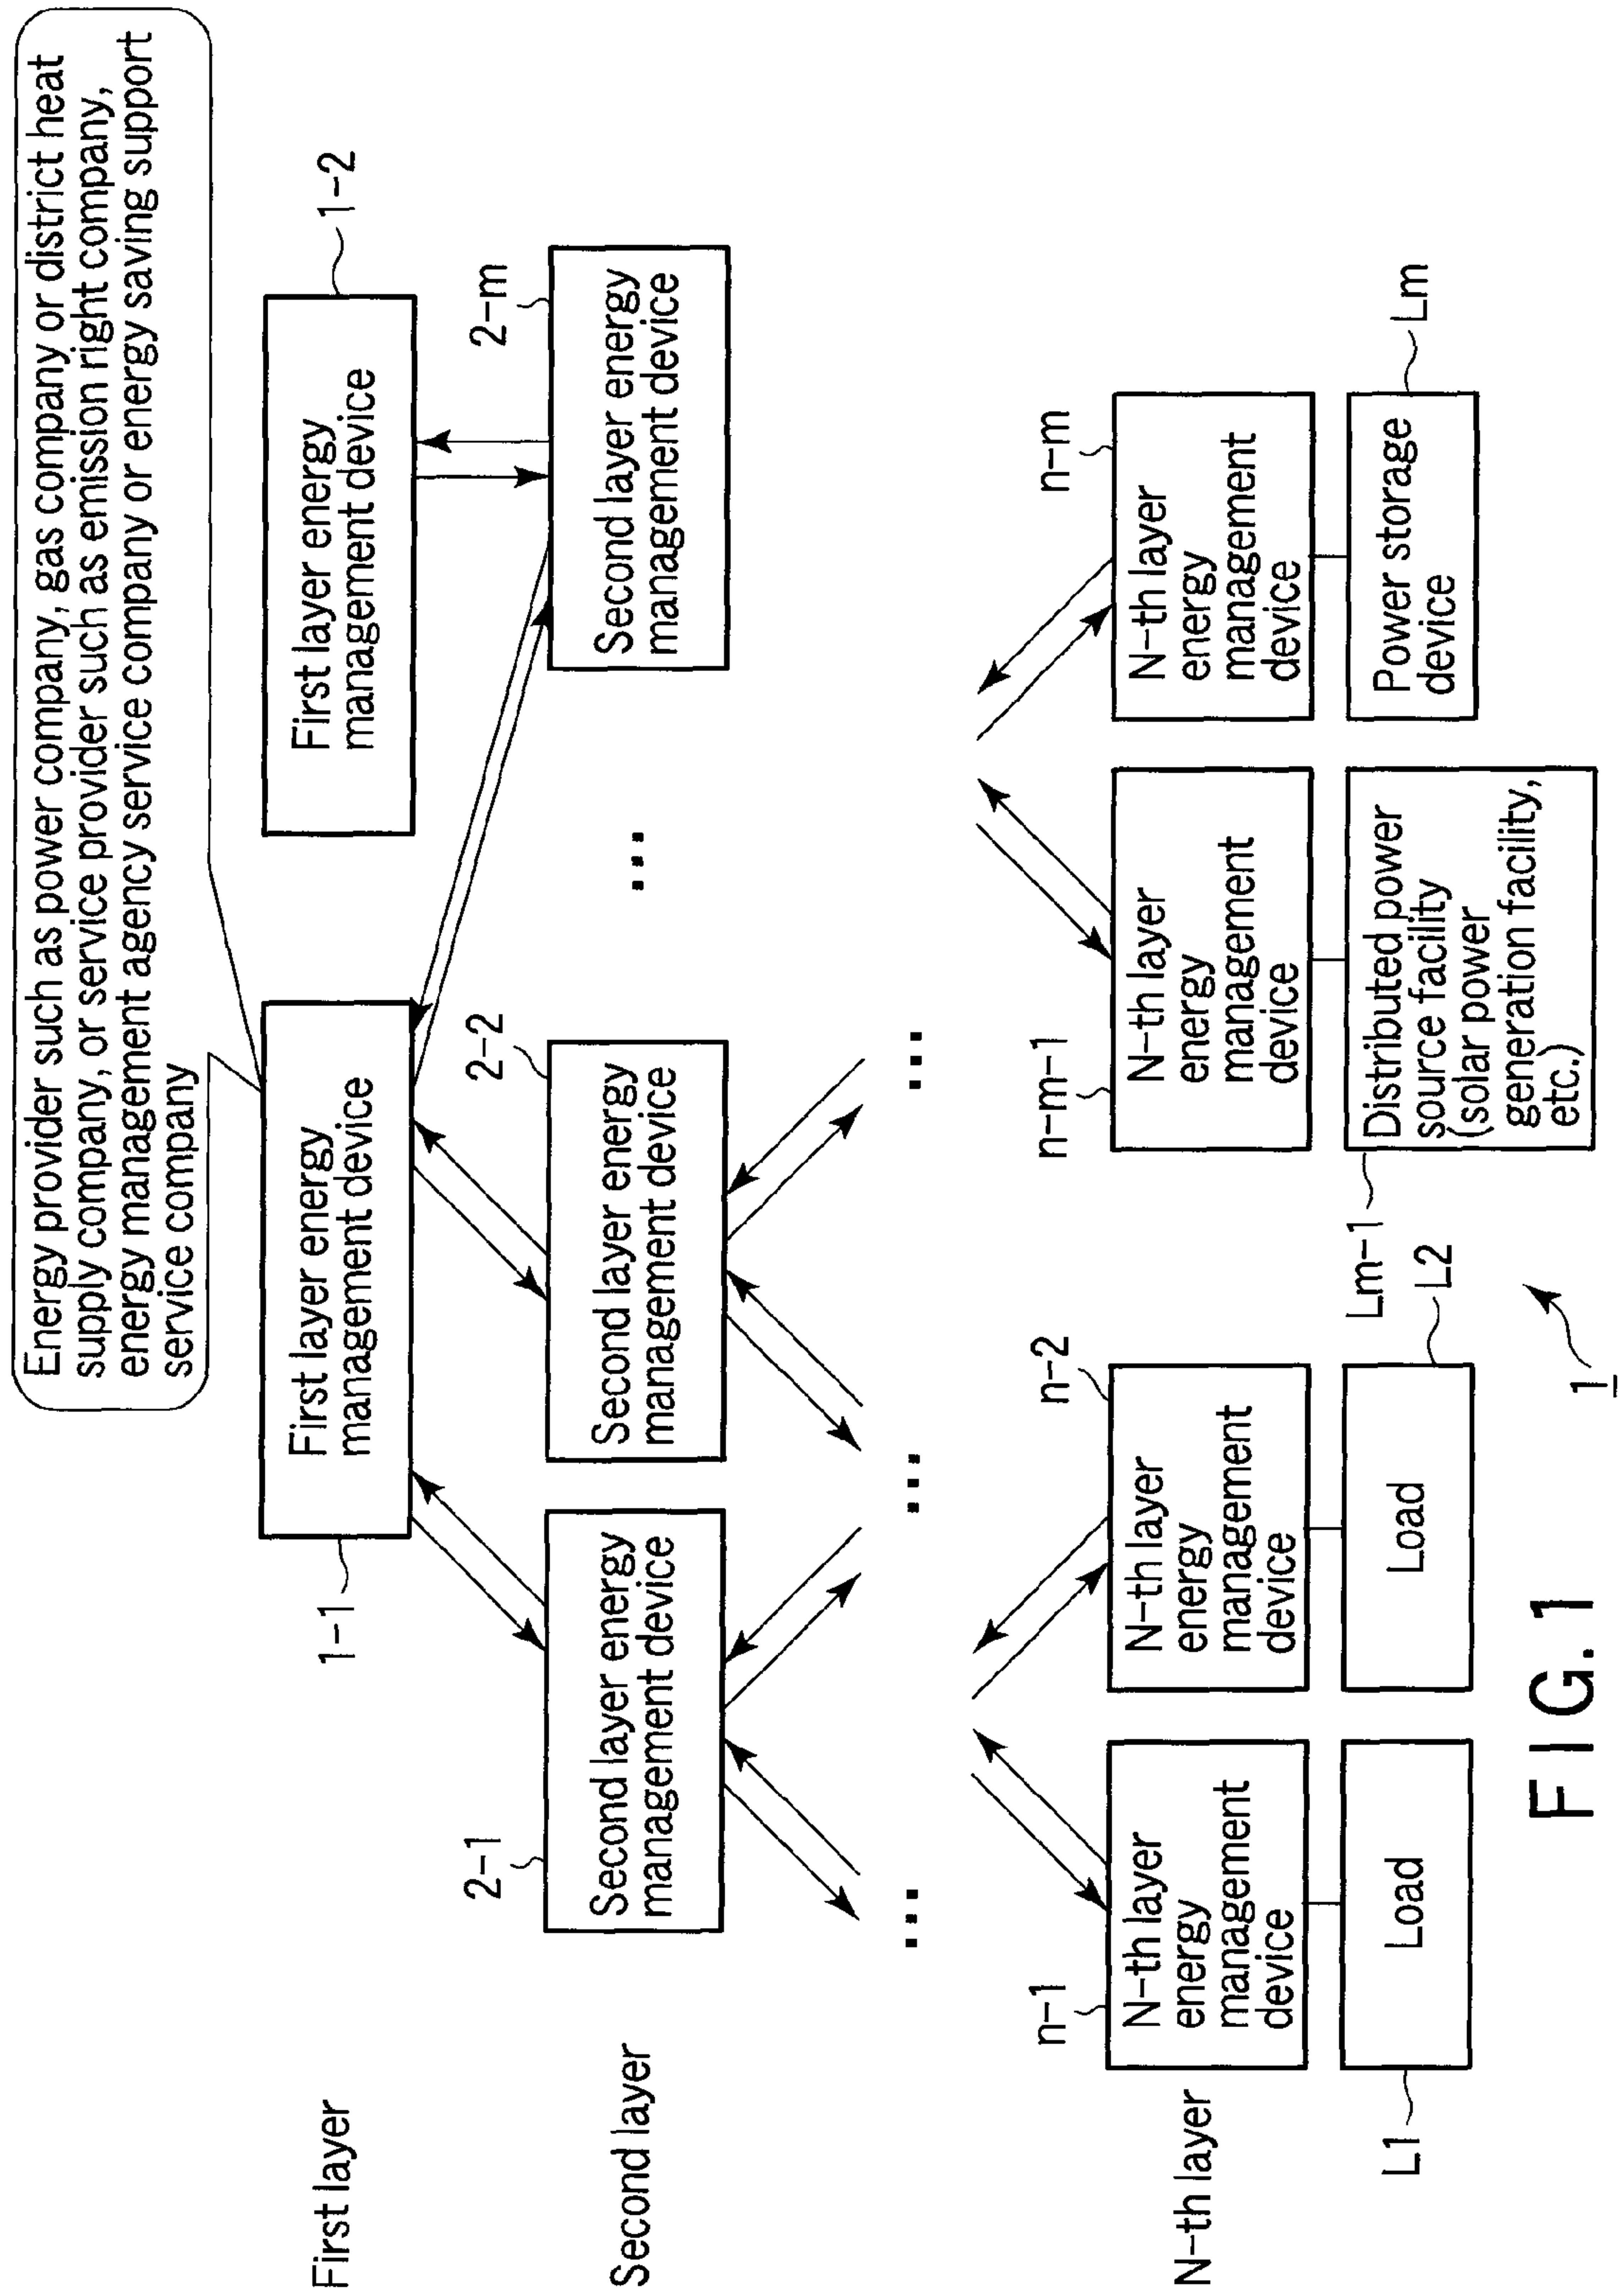 Energy provider such as power company, gas company or district heat
supply company, or service provider such as emission right company,
energy management agency service company or energy saving support
service company
First layer
1-1
First layer energy
management device
First layer energy
management device
1-2
Second layer
2-1
Second layer energy
management device
2-2
Second layer energy
management device
...
2-m
Second layer energy
management device
...
...
...
N-th layer
n-1
N-th layer
energy
management
device
n-2
N-th layer
energy
management
device
n-m-1
N-th layer
energy
management
device
n-m
N-th layer
energy
management
device
L1
Load
Load
L2
Lm-1
Distributed power
source facility
(solar power
generation facility,
etc.)
Power storage
device
Lm
1
FIG.1